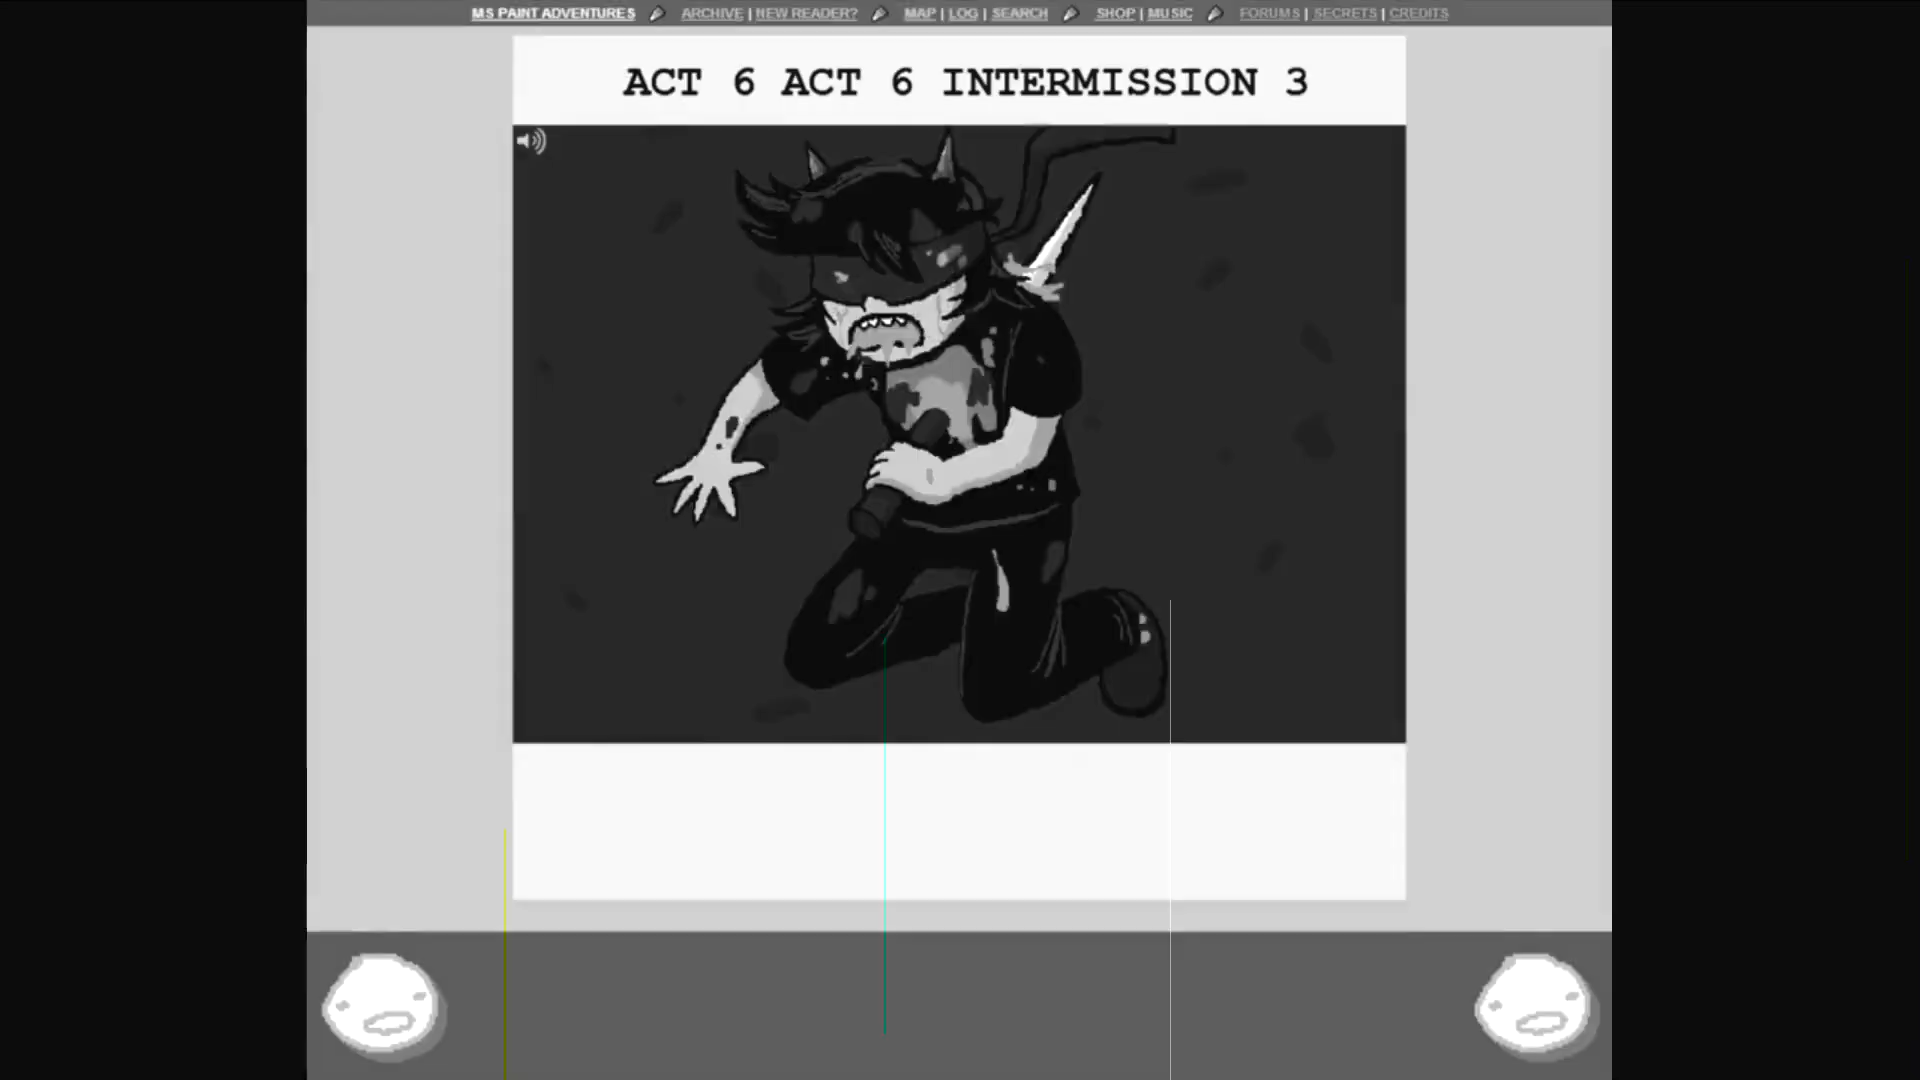 MS PAINT ADVENTURES ARCHIVE | NEW READER? MAP | LOG | SEARCH SHOP | MUSIC FORUMS | SECRETS | CREDITS
ACT 6 ACT 6 INTERMISSION 3